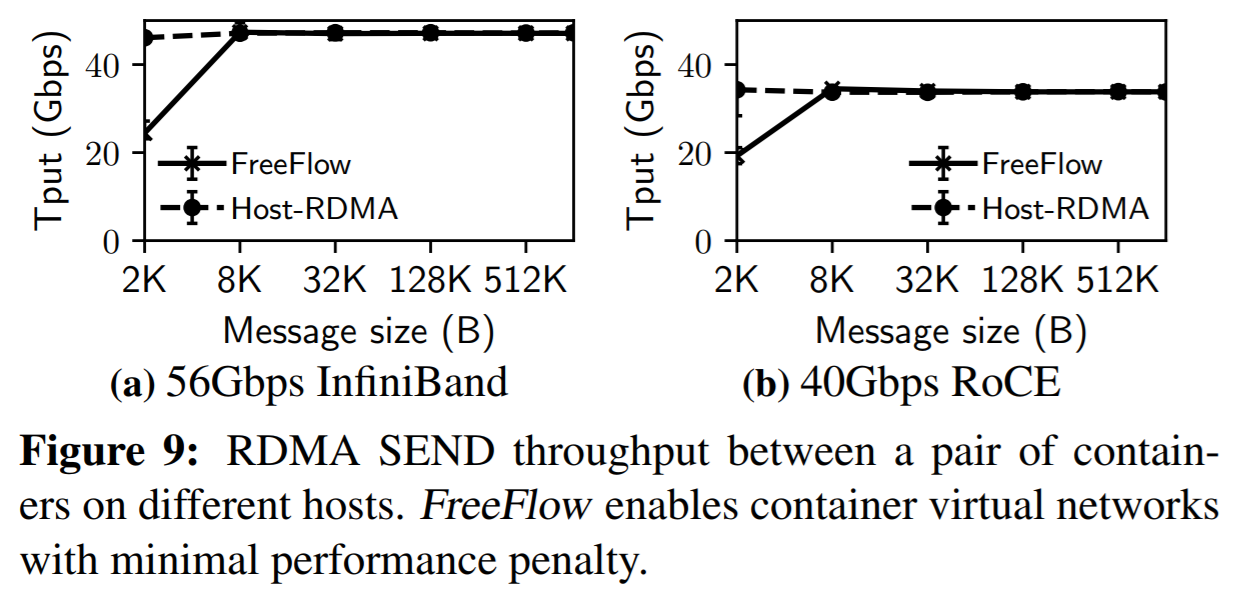 Tput (Gbps)
40
20
0
FreeFlow
Host-RDMA
2K 8K 32K 128K 512K
Message size (B)
(a) 56Gbps InfiniBand
Tput (Gbps)
40
20
0
FreeFlow
Host-RDMA
2K 8K 32K 128K 512K
Message size (B)
(b) 40Gbps RoCE
Figure 9: RDMA SEND throughput between a pair of contain-
ers on different hosts. FreeFlow enables container virtual networks
with minimal performance penalty.